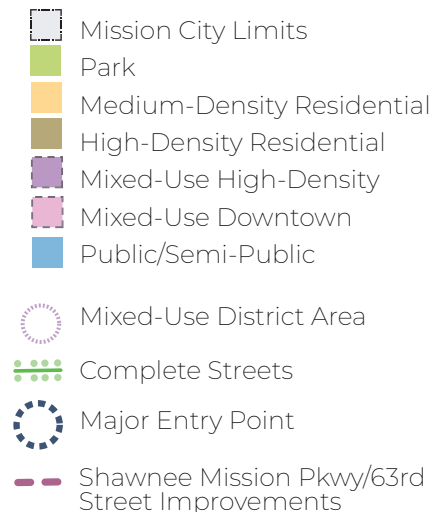 Mission City Limits
Park
Medium-Density Residential
High-Density Residential
Mixed-Use High-Density
Mixed-Use Downtown
Public/Semi-Public
Mixed-Use District Area
Complete Streets
Major Entry Point
Shawnee Mission Pkwy/63rd
Street Improvements